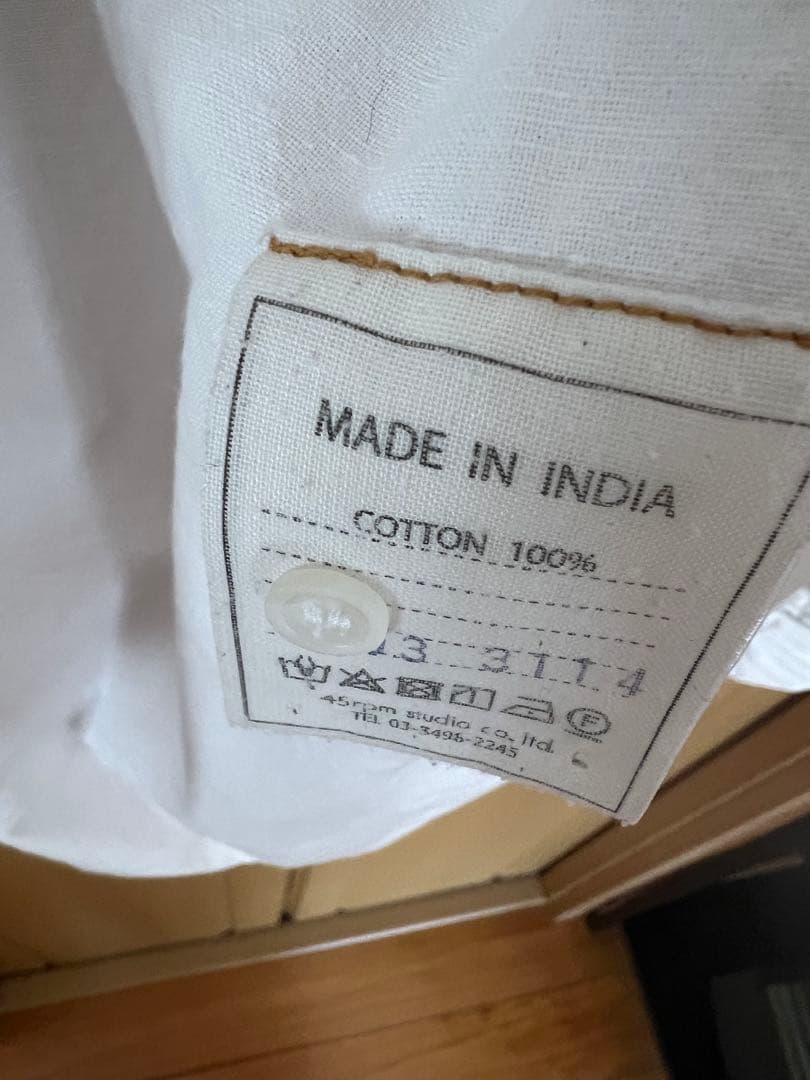 MADE IN INDIA
COTTON 100%
13 3114
F
45rpm studio co., ltd.
TEL 03-3496-2245